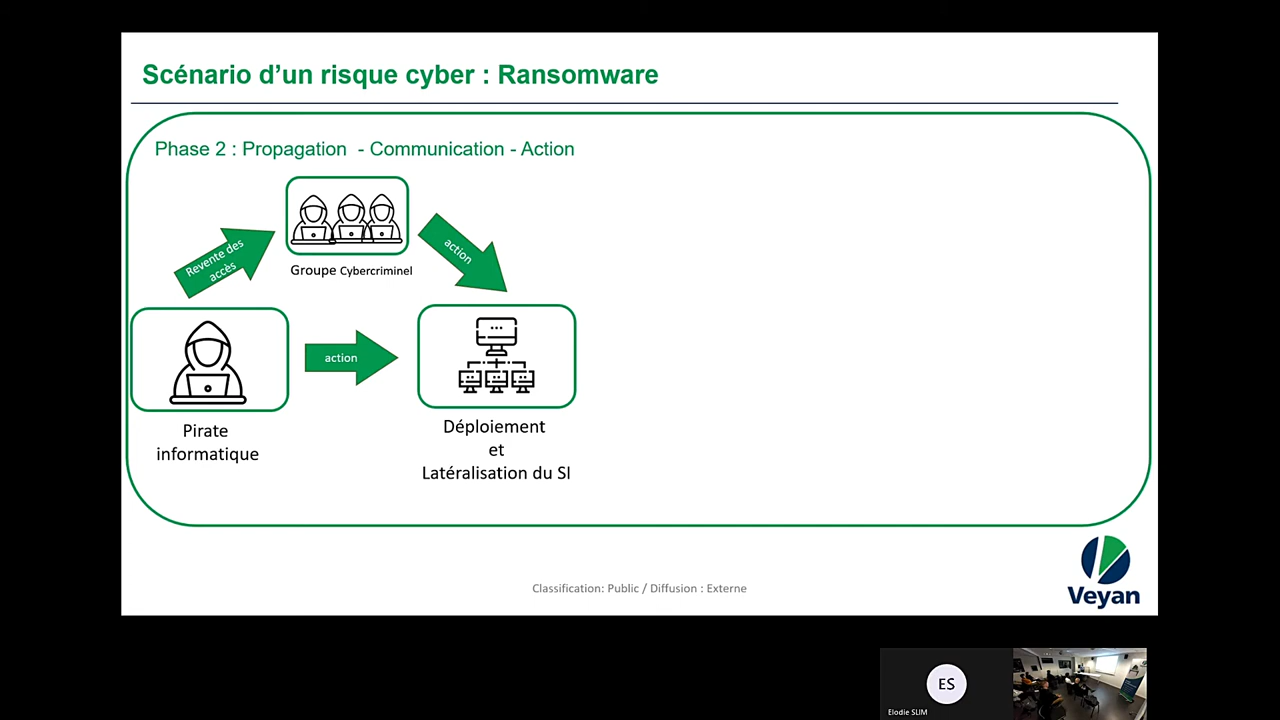 Scénario d’un risque cyber : Ransomware
Phase 2 : Propagation - Communication - Action
Revente des
accès
action
Groupe Cybercriminel
action
Pirate
informatique
Déploiement
et
Latéralisation du SI
Classification: Public / Diffusion : Externe
Veyan
ES
Elodie SLIM